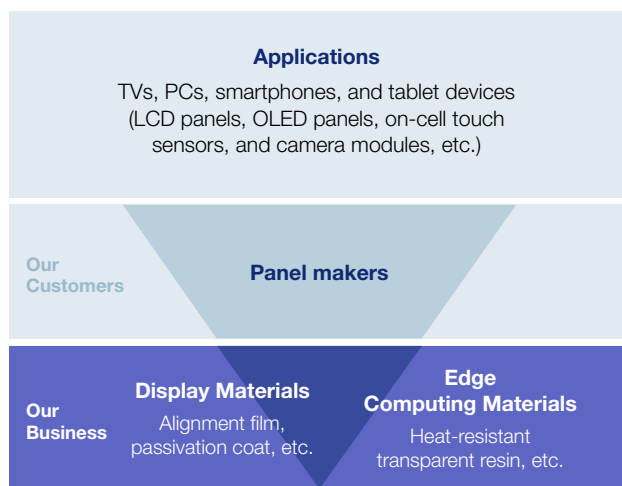 Applications
TVs, PCs, smartphones, and tablet devices
(LCD panels, OLED panels, on-cell touch
sensors, and camera modules, etc.)
Our
Customers
Panel makers
Our
Business
Display Materials
Alignment film,
passivation coat, etc.
Edge
Computing Materials
Heat-resistant
transparent resin, etc.